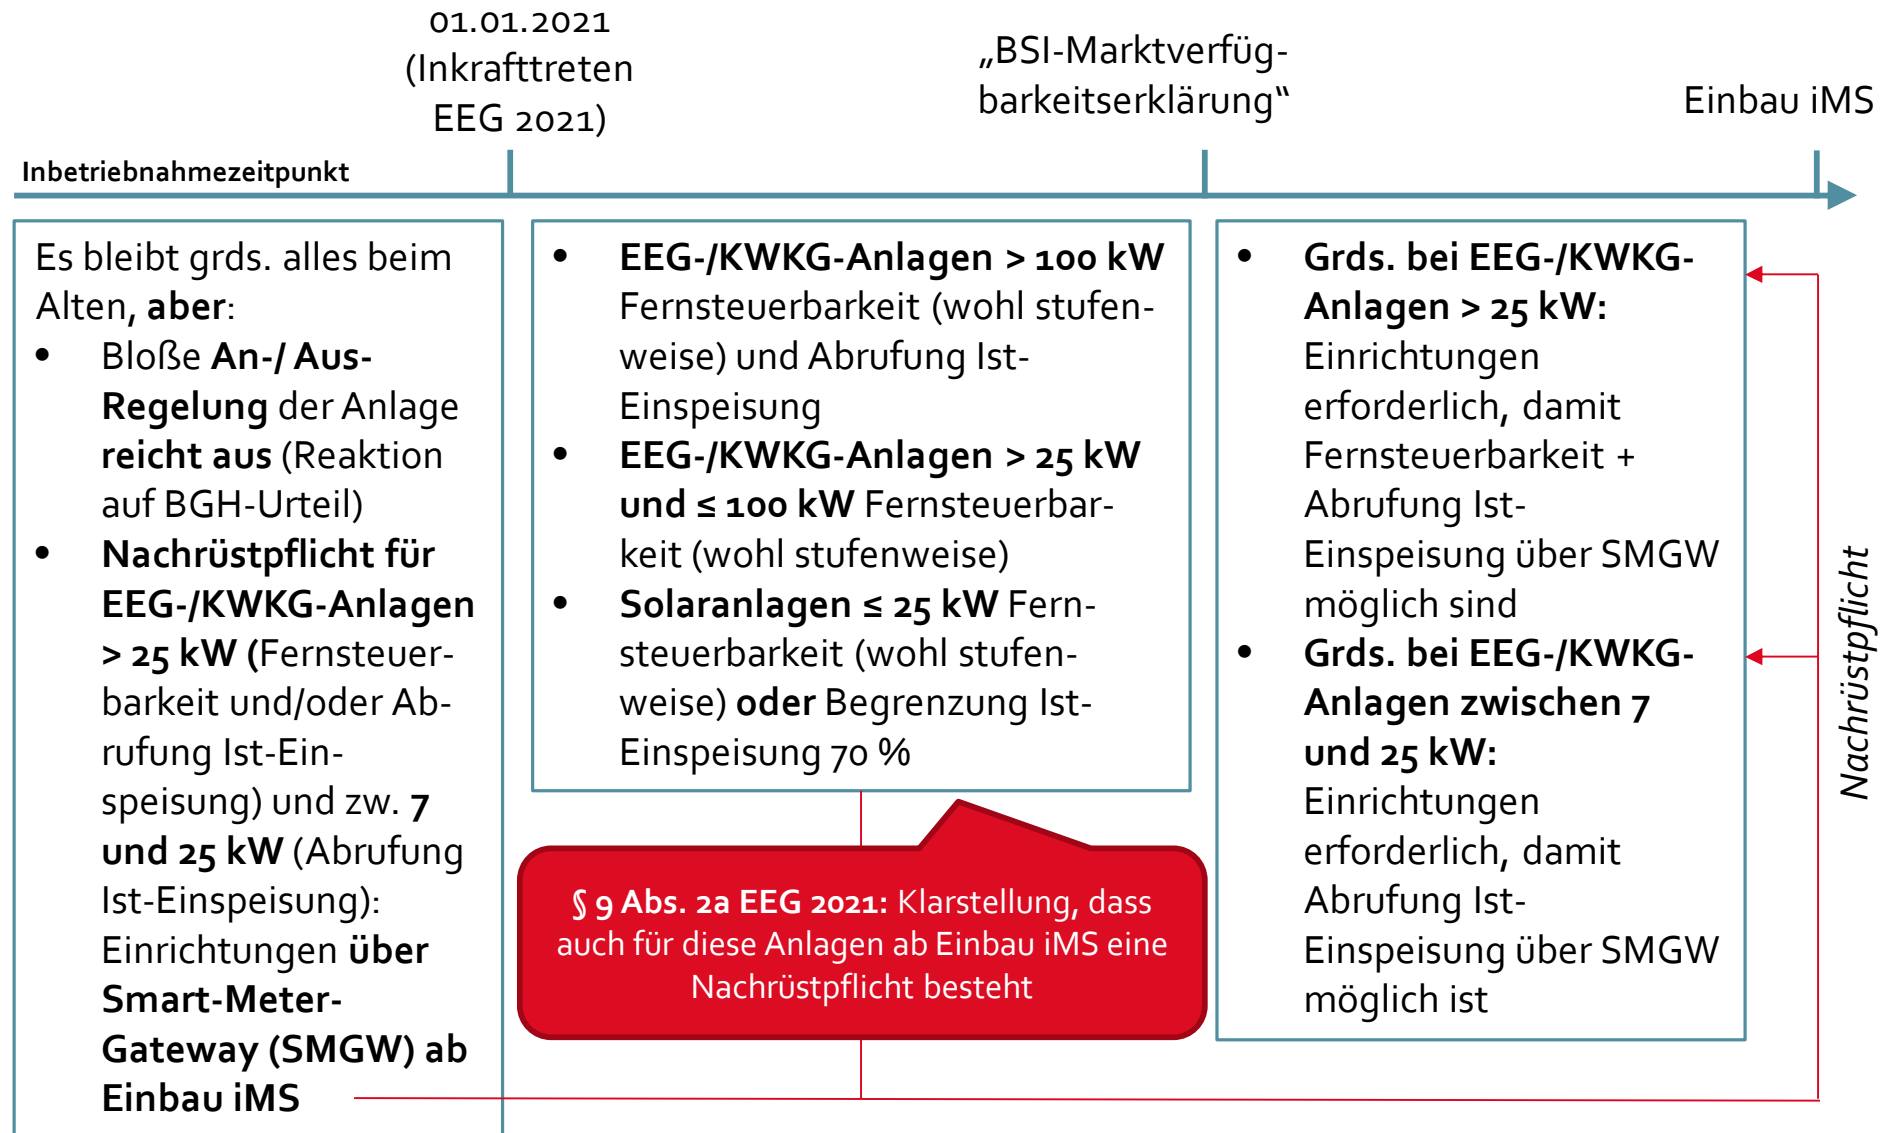 01.01.2021
(Inkrafttreten
EEG 2021)
„BSI-Marktverfüg-
barkeitserklärung“
Einbau iMS
Inbetriebnahmezeitpunkt
Es bleibt grds. alles beim
Alten, aber:
• Bloße An-/ Aus-
Regelung der Anlage
reicht aus (Reaktion
auf BGH-Urteil)
• Nachrüstpflicht für
EEG-/KWKG-Anlagen
> 25 kW (Fernsteuer-
barkeit und/oder Ab-
rufung Ist-Ein-
speisung) und zw. 7
und 25 kW (Abrufung
Ist-Einspeisung):
Einrichtungen über
Smart-Meter-
Gateway (SMGW) ab
Einbau iMS
• EEG-/KWKG-Anlagen > 100 kW
Fernsteuerbarkeit (wohl stufen-
weise) und Abrufung Ist-
Einspeisung
• EEG-/KWKG-Anlagen > 25 kW
und ≤ 100 kW Fernsteuerbar-
keit (wohl stufenweise)
• Solaranlagen ≤ 25 kW Fern-
steuerbarkeit (wohl stufen-
weise) oder Begrenzung Ist-
Einspeisung 70 %
§ 9 Abs. 2a EEG 2021: Klarstellung, dass
auch für diese Anlagen ab Einbau iMS eine
Nachrüstpflicht besteht
• Grds. bei EEG-/KWKG-
Anlagen > 25 kW:
Einrichtungen
erforderlich, damit
Fernsteuerbarkeit +
Abrufung Ist-
Einspeisung über SMGW
möglich sind
• Grds. bei EEG-/KWKG-
Anlagen zwischen 7
und 25 kW:
Einrichtungen
erforderlich, damit
Abrufung Ist-
Einspeisung über SMGW
möglich ist
Nachrüstpflicht